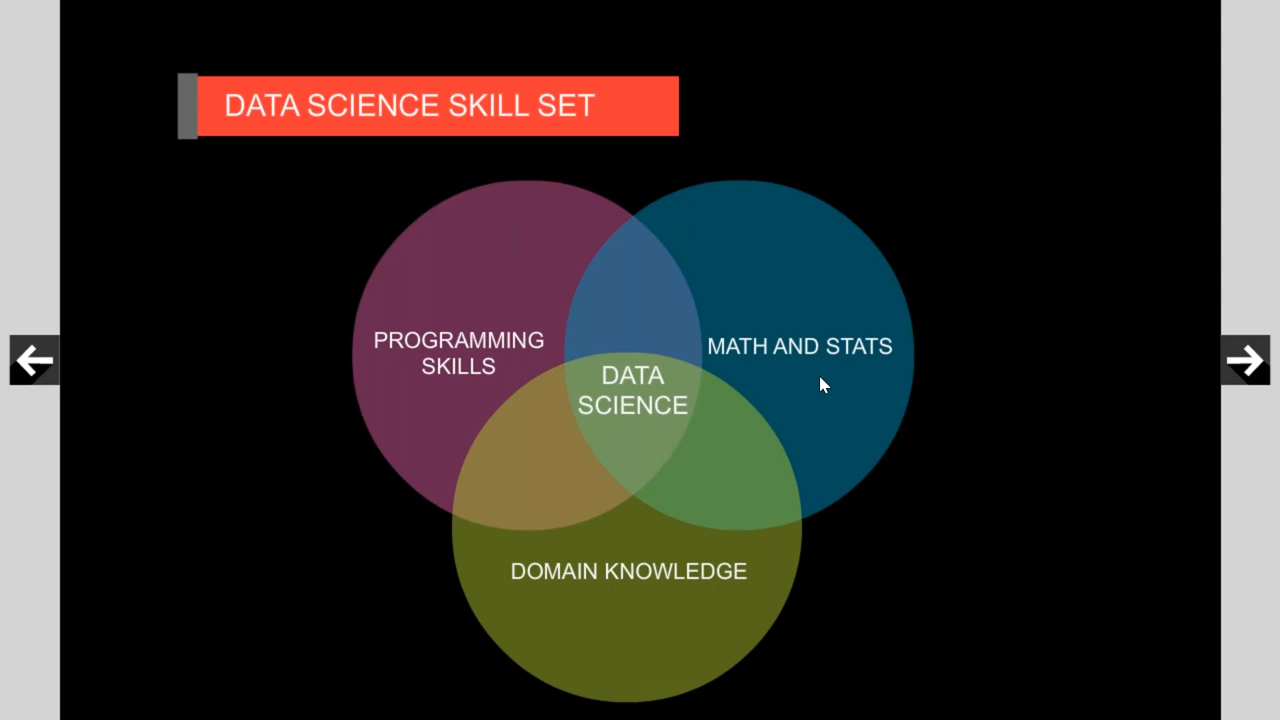 DATA SCIENCE SKILL SET
PROGRAMMING
SKILLS
MATH AND STATS
DATA
SCIENCE
DOMAIN KNOWLEDGE